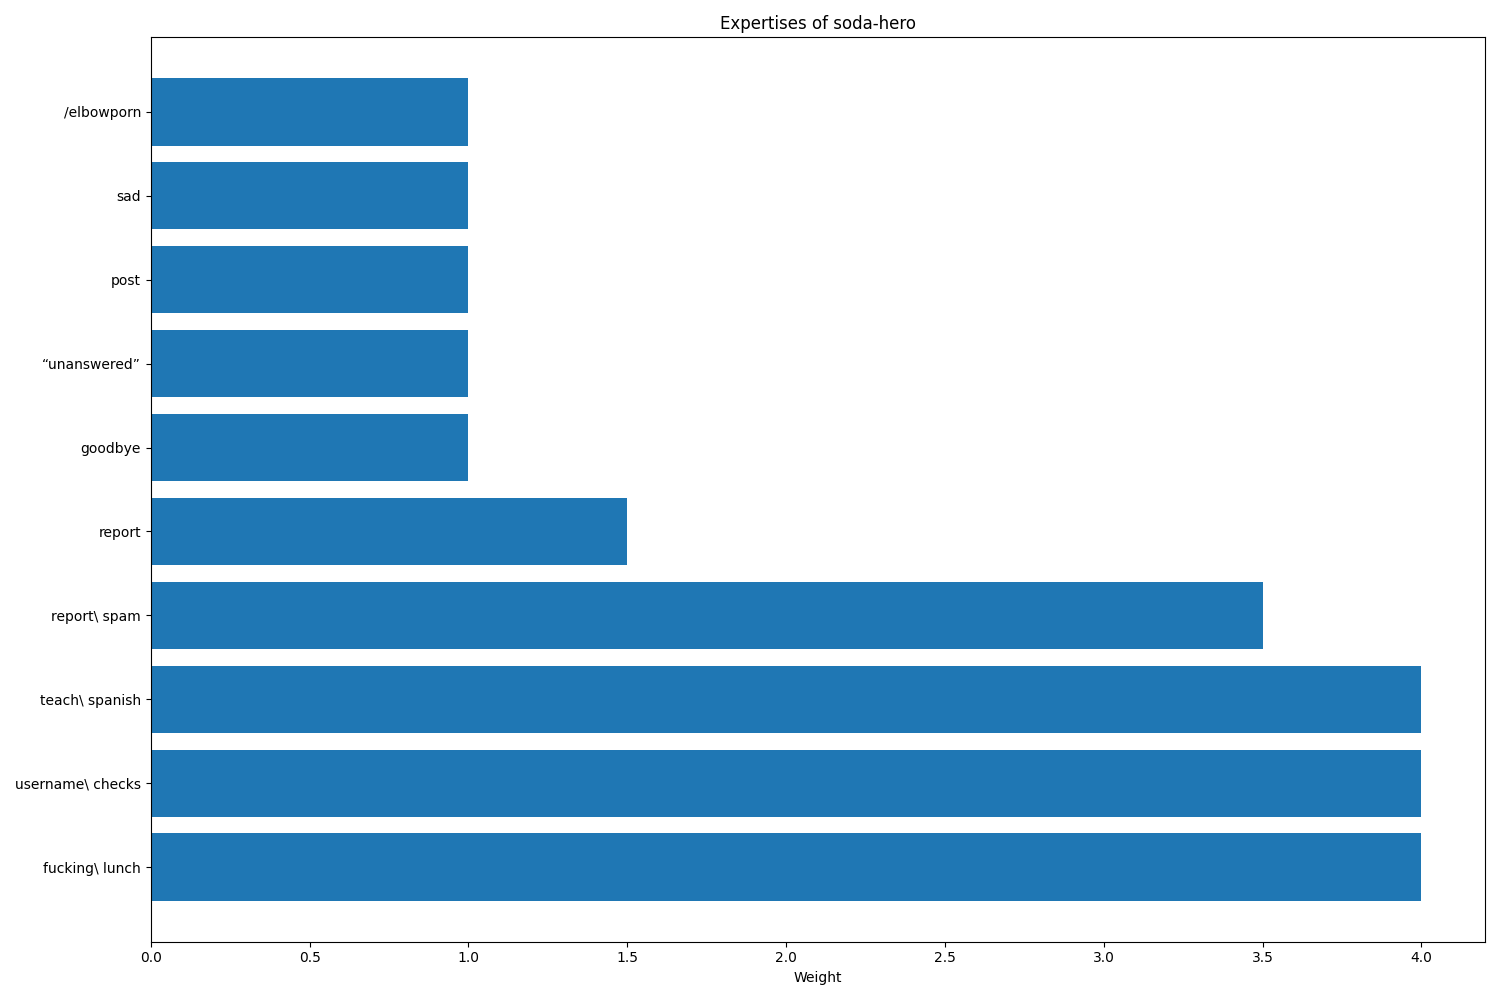 Expertises of soda-hero
/elbowporn
sad
post
“unanswered”
goodbye
report
report\ spam
teach\ spanish
username\ checks
fucking\ lunch
0.0 0.5 1.0 1.5 2.0 2.5 3.0 3.5 4.0
Weight